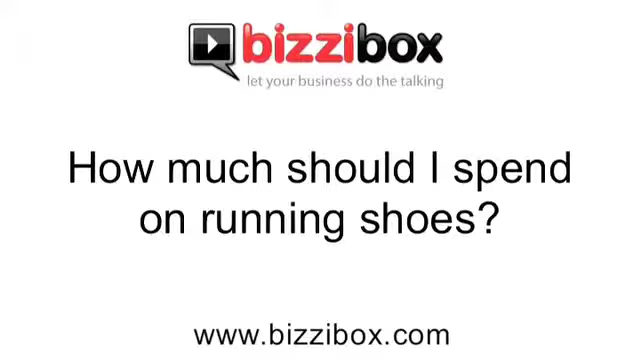 bizzibox
let your business do the talking
How much should I spend
on running shoes?
www.bizzibox.com